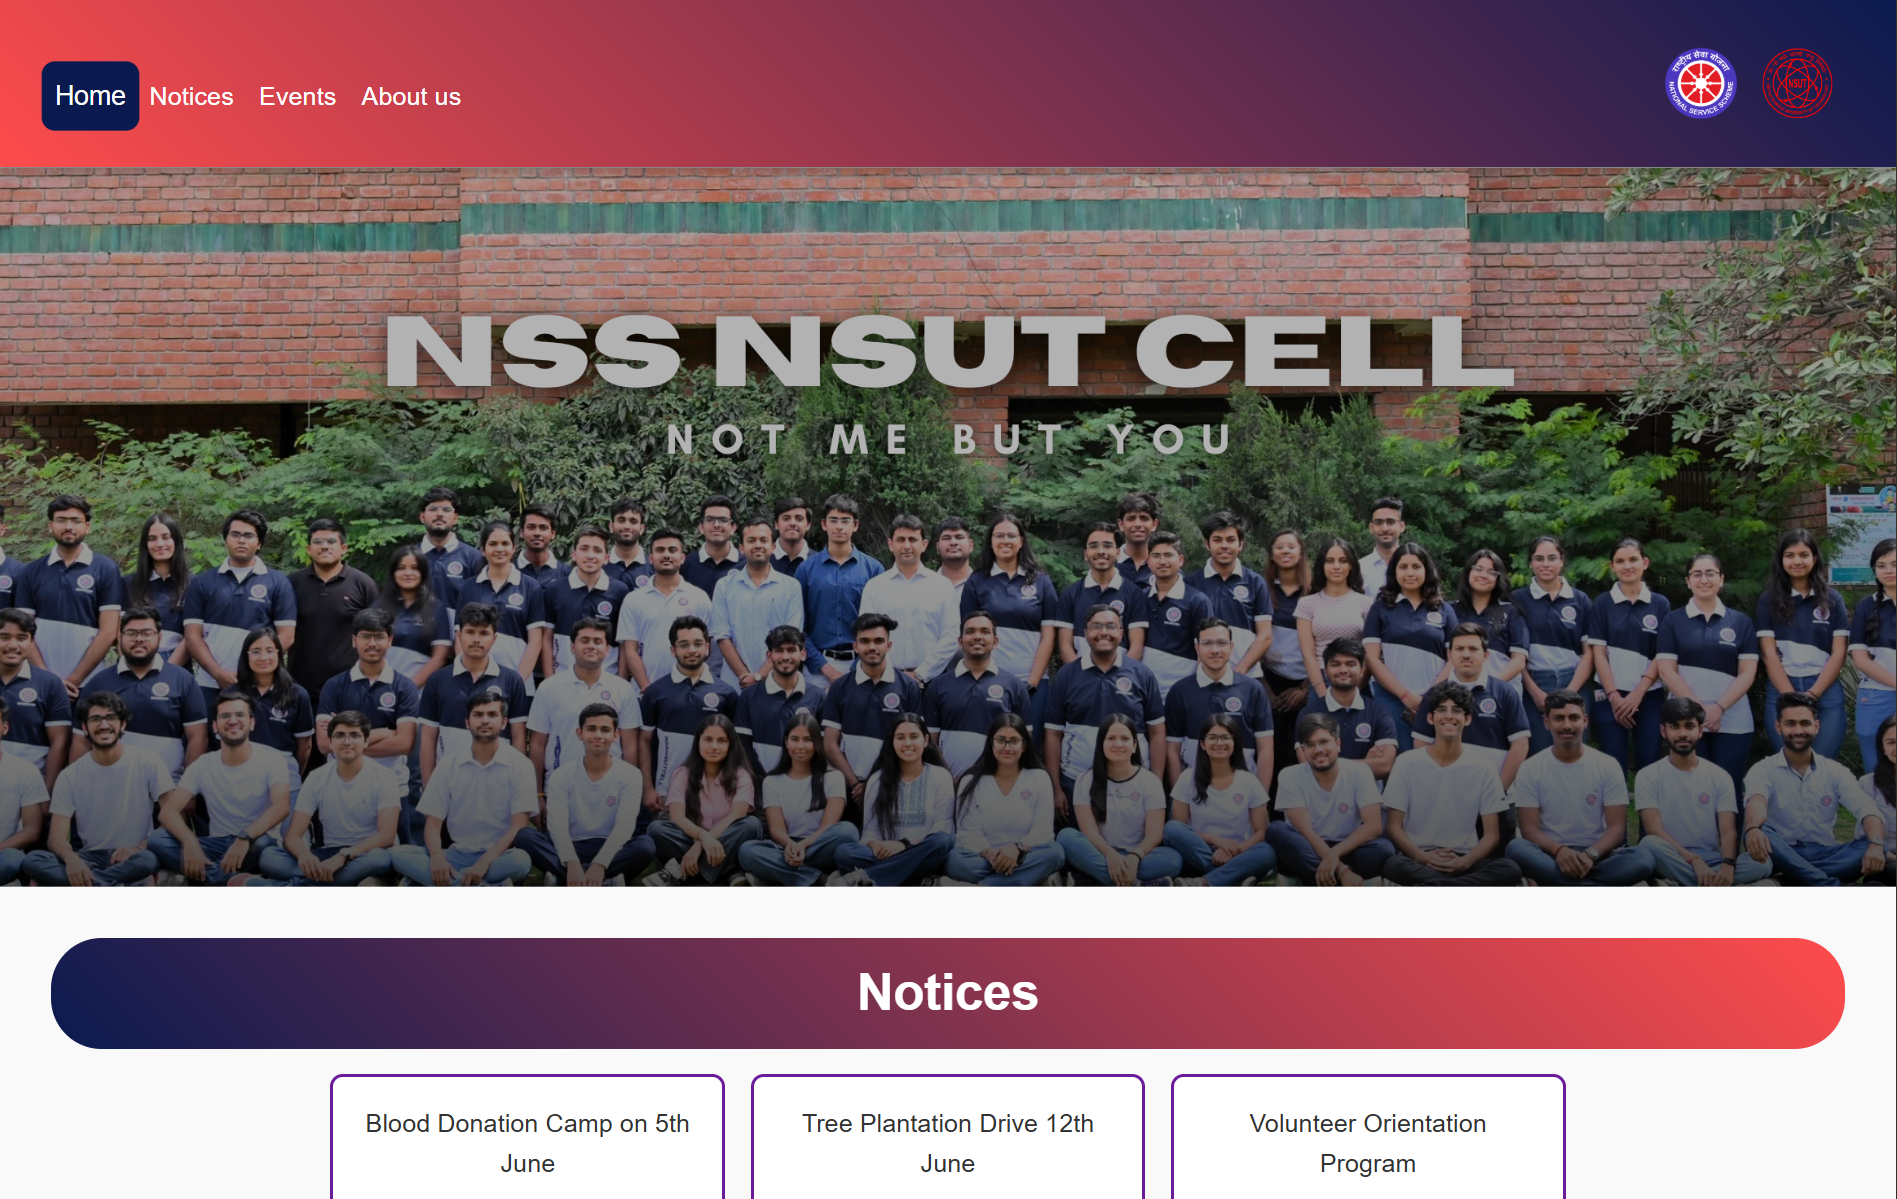 Home Notices Events About us
राष्ट्रीय सेवा योजना
NATIONAL SERVICE SCHEME
NSUT
NSS NSUT CELL
NOT ME BUT YOU
Notices
Blood Donation Camp on 5th
June
Tree Plantation Drive 12th
June
Volunteer Orientation
Program